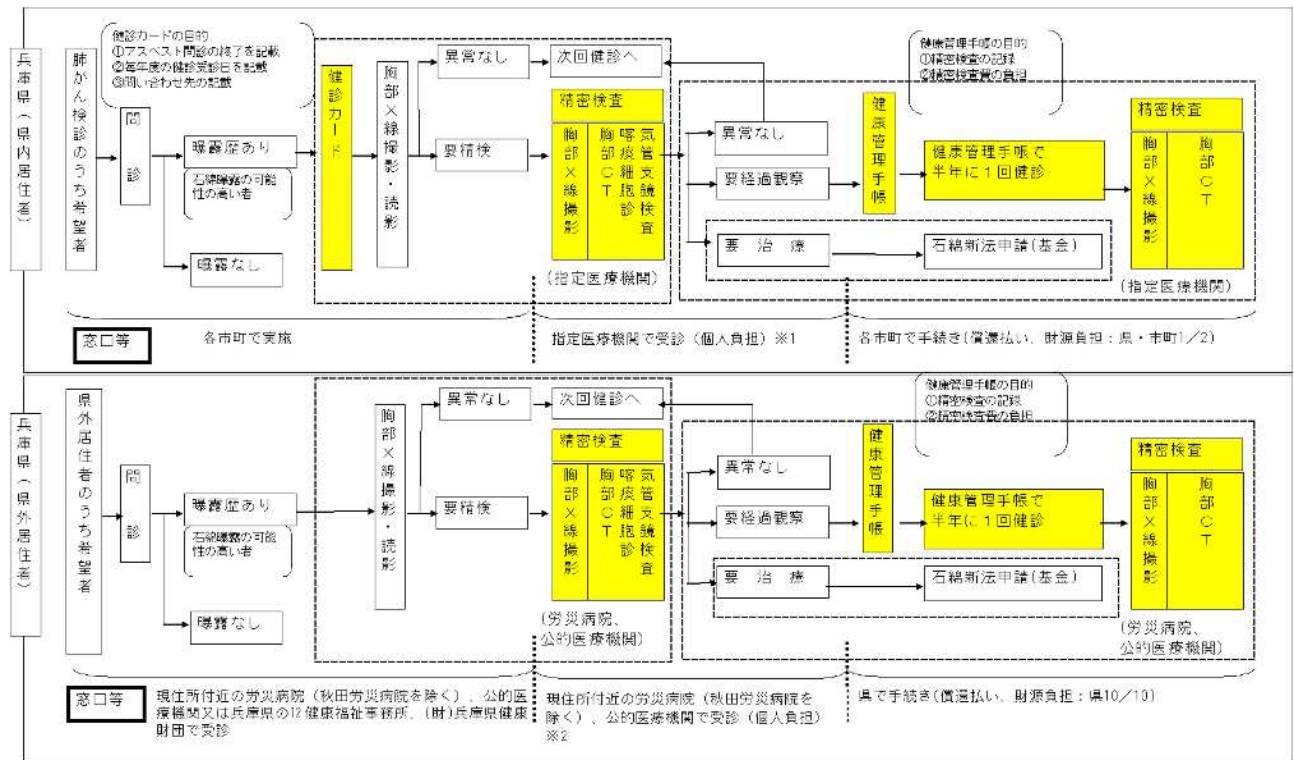 兵庫県(県内居住者)
肺がん検診のうち希望者
問診
健診カードの目的
①アスベスト問診の終了を記載
②毎年度の健診受診日を記載
③問い合わせ先の記載
曝露歴あり
石綿曝露の可能
性の高い者
曝露なし
健診カード
胸部X線撮影・読影
異常なし
次回健診へ
要精検
精密検査
胸部X線撮影
胸部CT
喀痰細胞診
気管支鏡検査
(指定医療機関)
異常なし
要経過観察
要治療
健康管理手帳の目的
①精密検査の記録
②精密検査費の負担
健康管理手帳
健康管理手帳で
半年に1回健診
石綿新法申請(基金)
精密検査
胸部X線撮影
胸部CT
(指定医療機関)
窓口等
各市町で実施
指定医療機関で受診(個人負担)※1
各市町で手続き(償還払い、財源負担:県・市町1/2)
兵庫県(県外居住者)
県外居住者のうち希望者
問診
曝露歴あり
石綿曝露の可能
性の高い者
曝露なし
胸部X線撮影・読影
異常なし
次回健診へ
要精検
精密検査
胸部X線撮影
胸部CT
喀痰細胞診
気管支鏡検査
(労災病院、
公的医療機関)
異常なし
要経過観察
要治療
健康管理手帳の目的
①精密検査の記録
②精密検査費の負担
健康管理手帳
健康管理手帳で
半年に1回健診
石綿新法申請(基金)
精密検査
胸部X線撮影
胸部CT
(労災病院、
公的医療機関)
窓口等
現住所付近の労災病院(秋田労災病院を除く)、公的医
療機関又は兵庫県の12健康福祉事務所、(財)兵庫県健康
財団で受診
現住所付近の労災病院(秋田労災病院を
除く)、公的医療機関で受診(個人負担)
※2
県で手続き(償還払い、財源負担:県10/10)